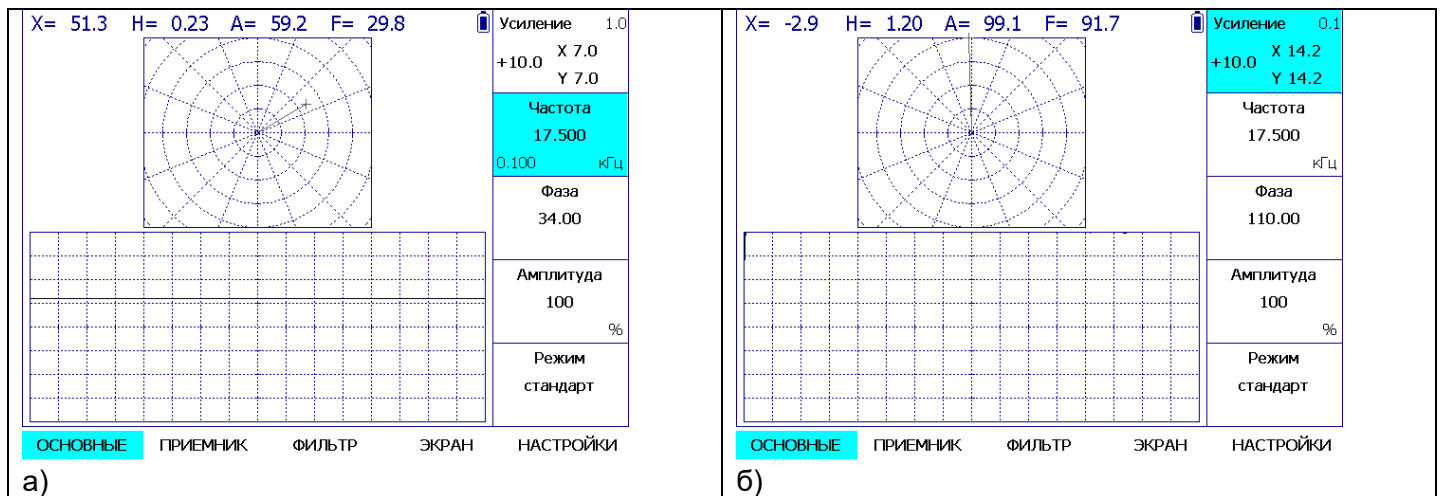 X= 51.3 H= 0.23 A= 59.2 F= 29.8
Усиление 1.0
+10.0 X 7.0
Y 7.0
Частота
17.500
0.100 кГц
Фаза
34.00
Амплитуда
100
%
Режим
стандарт
ОСНОВНЫЕ ПРИЕМНИК ФИЛЬТР ЭКРАН НАСТРОЙКИ
а)
X= -2.9 H= 1.20 A= 99.1 F= 91.7
Усиление 0.1
+10.0 X 14.2
Y 14.2
Частота
17.500
кГц
Фаза
110.00
Амплитуда
100
%
Режим
стандарт
ОСНОВНЫЕ ПРИЕМНИК ФИЛЬТР ЭКРАН НАСТРОЙКИ
б)